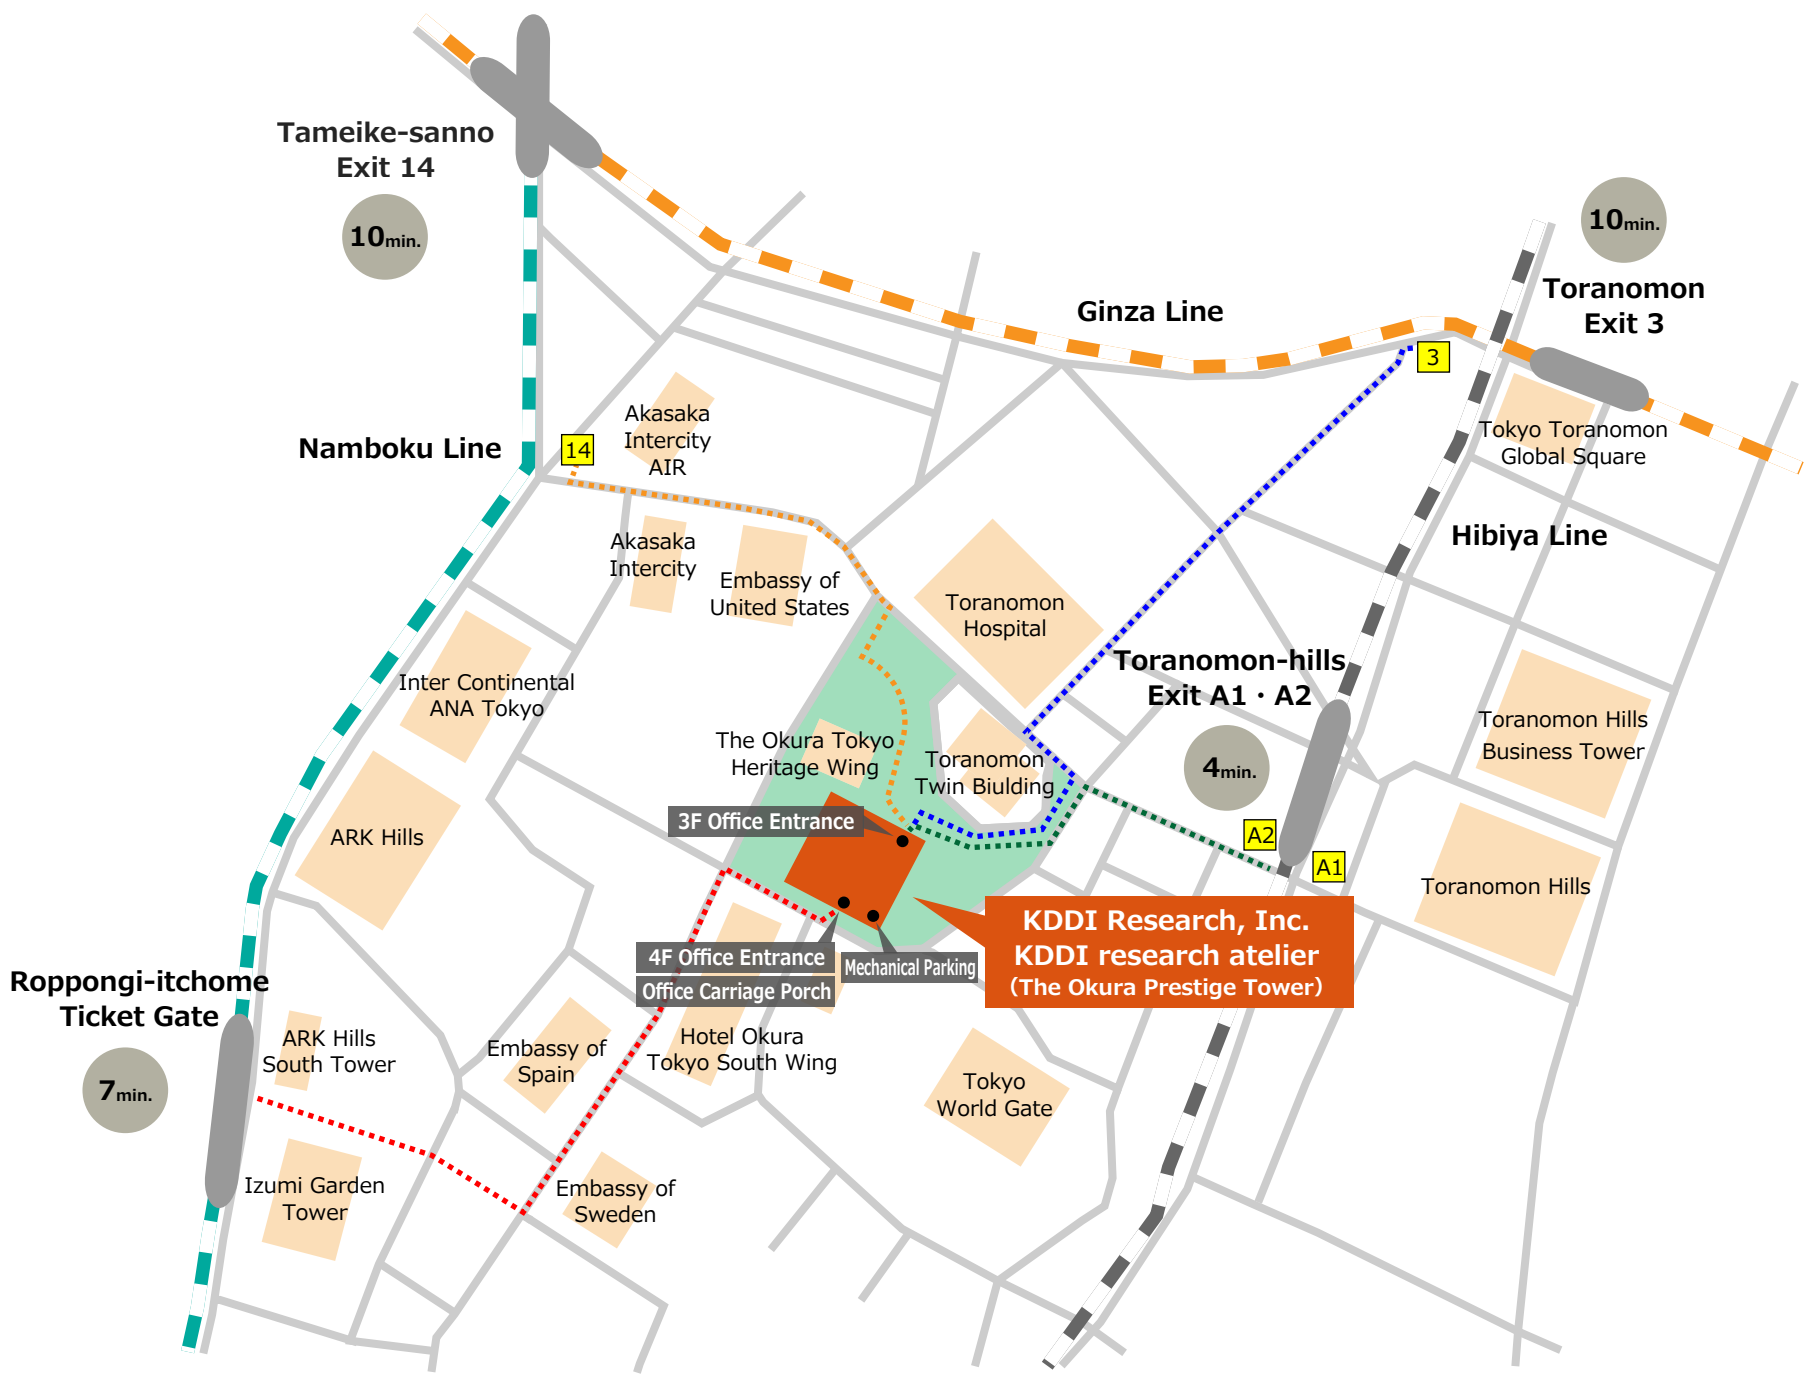 Tameike-sanno
Exit 14
10min.
10min.
Toranomon
Exit 3
Ginza Line
3
Namboku Line
14
Akasaka
Intercity
AIR
Tokyo Toranomon
Global Square
Hibiya Line
Akasaka
Intercity
Embassy of
United States
Toranomon
Hospital
Toranomon-hills
Exit A1・A2
4min.
Inter Continental
ANA Tokyo
Toranomon Hills
Business Tower
The Okura Tokyo
Heritage Wing
Toranomon
Twin Biulding
ARK Hills
3F Office Entrance
A2
A1
Toranomon Hills
KDDI Research, Inc.
KDDI research atelier
(The Okura Prestige Tower)
4F Office Entrance
Office Carriage Porch
Mechanical Parking
Roppongi-itchome
Ticket Gate
7min.
ARK Hills
South Tower
Embassy of
Spain
Hotel Okura
Tokyo South Wing
Tokyo
World Gate
Izumi Garden
Tower
Embassy of
Sweden